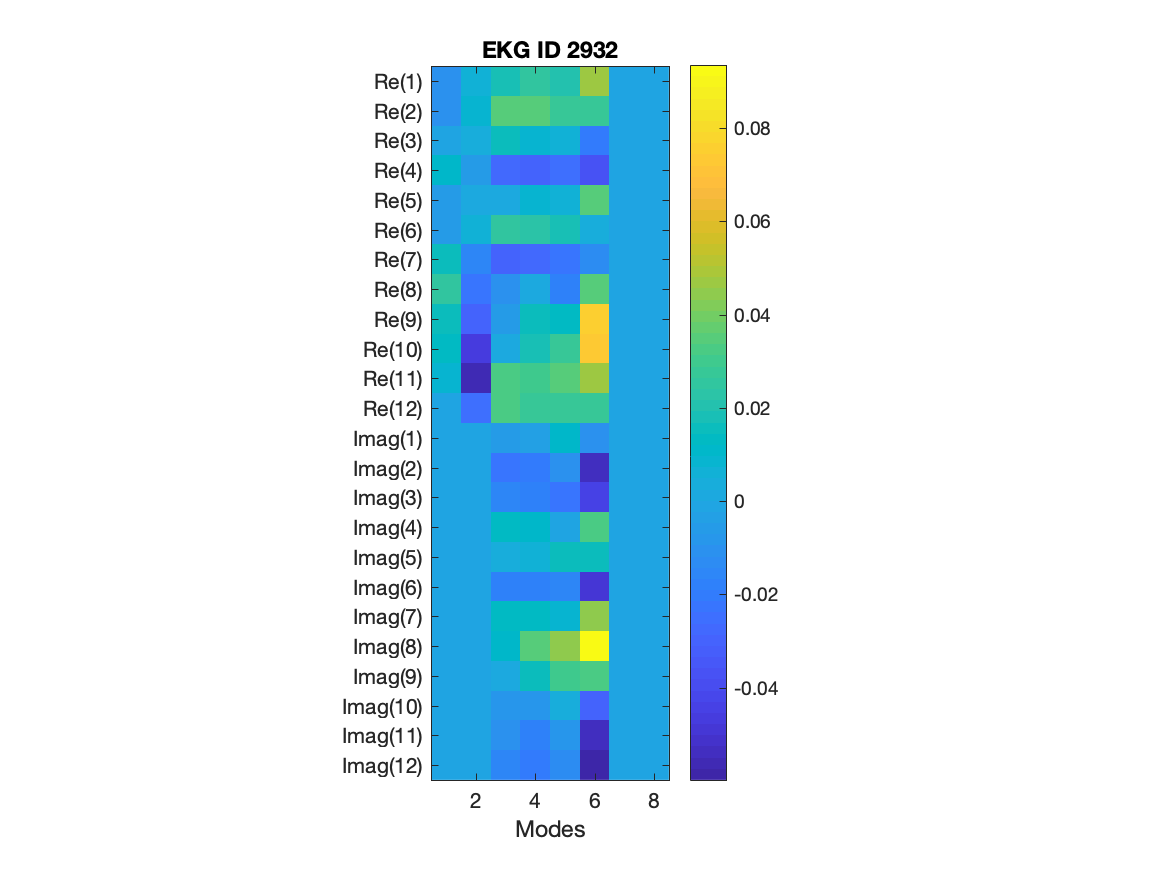 EKG ID 2932
Re(1)
Re(2)
Re(3)
Re(4)
Re(5)
Re(6)
Re(7)
Re(8)
Re(9)
Re(10)
Re(11)
Re(12)
Imag(1)
Imag(2)
Imag(3)
Imag(4)
Imag(5)
Imag(6)
Imag(7)
Imag(8)
Imag(9)
Imag(10)
Imag(11)
Imag(12)
2 4 6 8
Modes
0.08
0.06
0.04
0.02
0
-0.02
-0.04